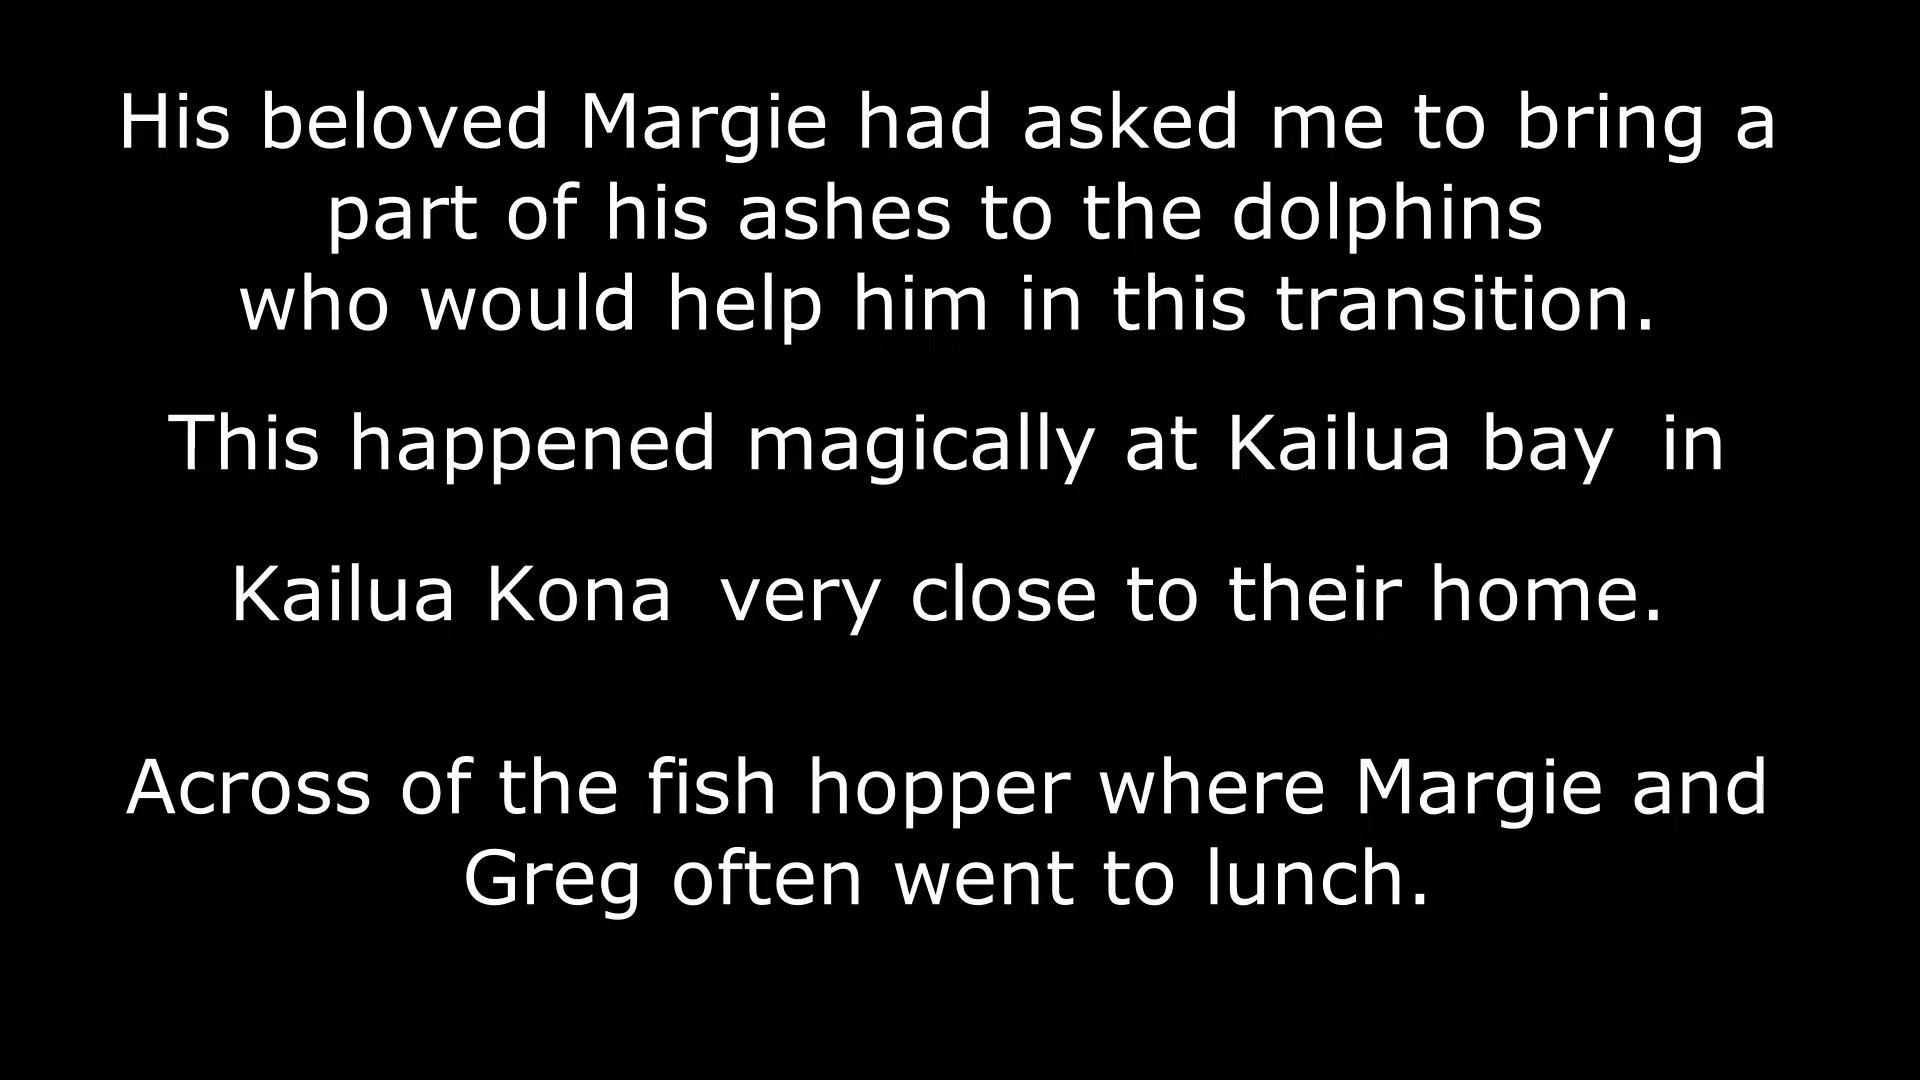 His beloved Margie had asked me to bring a
part of his ashes to the dolphins
who would help him in this transition.
This happened magically at Kailua bay  in
Kailua Kona  very close to their home.
Across of the fish hopper where Margie and
Greg often went to lunch.